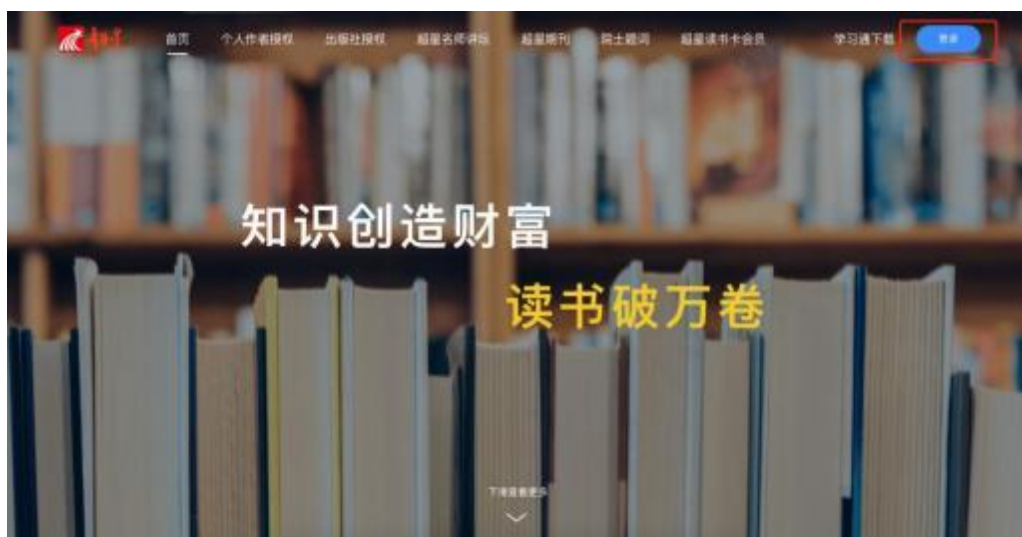 首页 个人作者授权 出版社授权 超星名师讲坛 超星期刊 院士题词 超星读书卡会员 学习通下载 登录
知识创造财富
读书破万卷
下滑查看更多